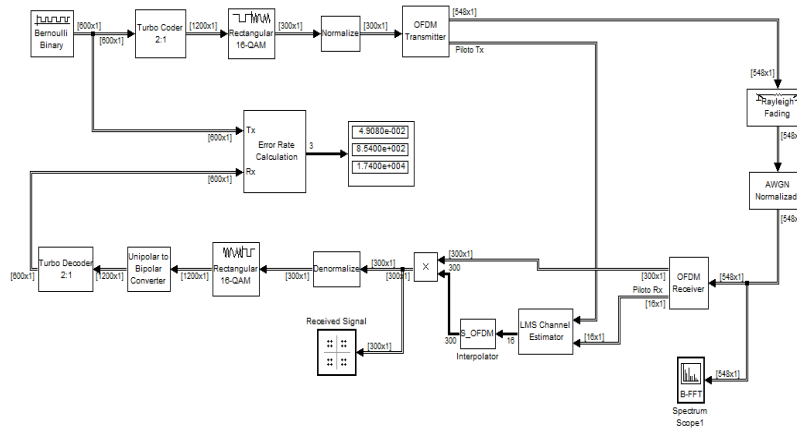 [600x1]
[600x1]
Bernoulli
Binary
Turbo Coder
2:1
[1200x1]
Rectangular
16-QAM
[300x1]
Normalize
[300x1]
OFDM
Transmitter
[548x1]
Piloto Tx
[548x1]
Rayleigh
Fading
[548x
AWGN
Normalizad
[548x
[600x1]
Tx
Error Rate
Calculation
Rx
[600x1]
3
4.9080e-002
8.5400e+002
1.7400e+004
[600x1]
Turbo Decoder
2:1
[1200x1]
Unipolar to
Bipolar
Converter
[1200x1]
Rectangular
16-QAM
[300x1]
Denormalize
[300x1]
[300x1]
X
[300x1]
300
[300x1]
Piloto Rx
[16x1]
OFDM
Receiver
[548x1]
300
S_OFDM
Interpolator
16
LMS Channel
Estimator
[16x1]
Received Signal
[300x1]
[548x1]
B-FFT
Spectrum
Scope1